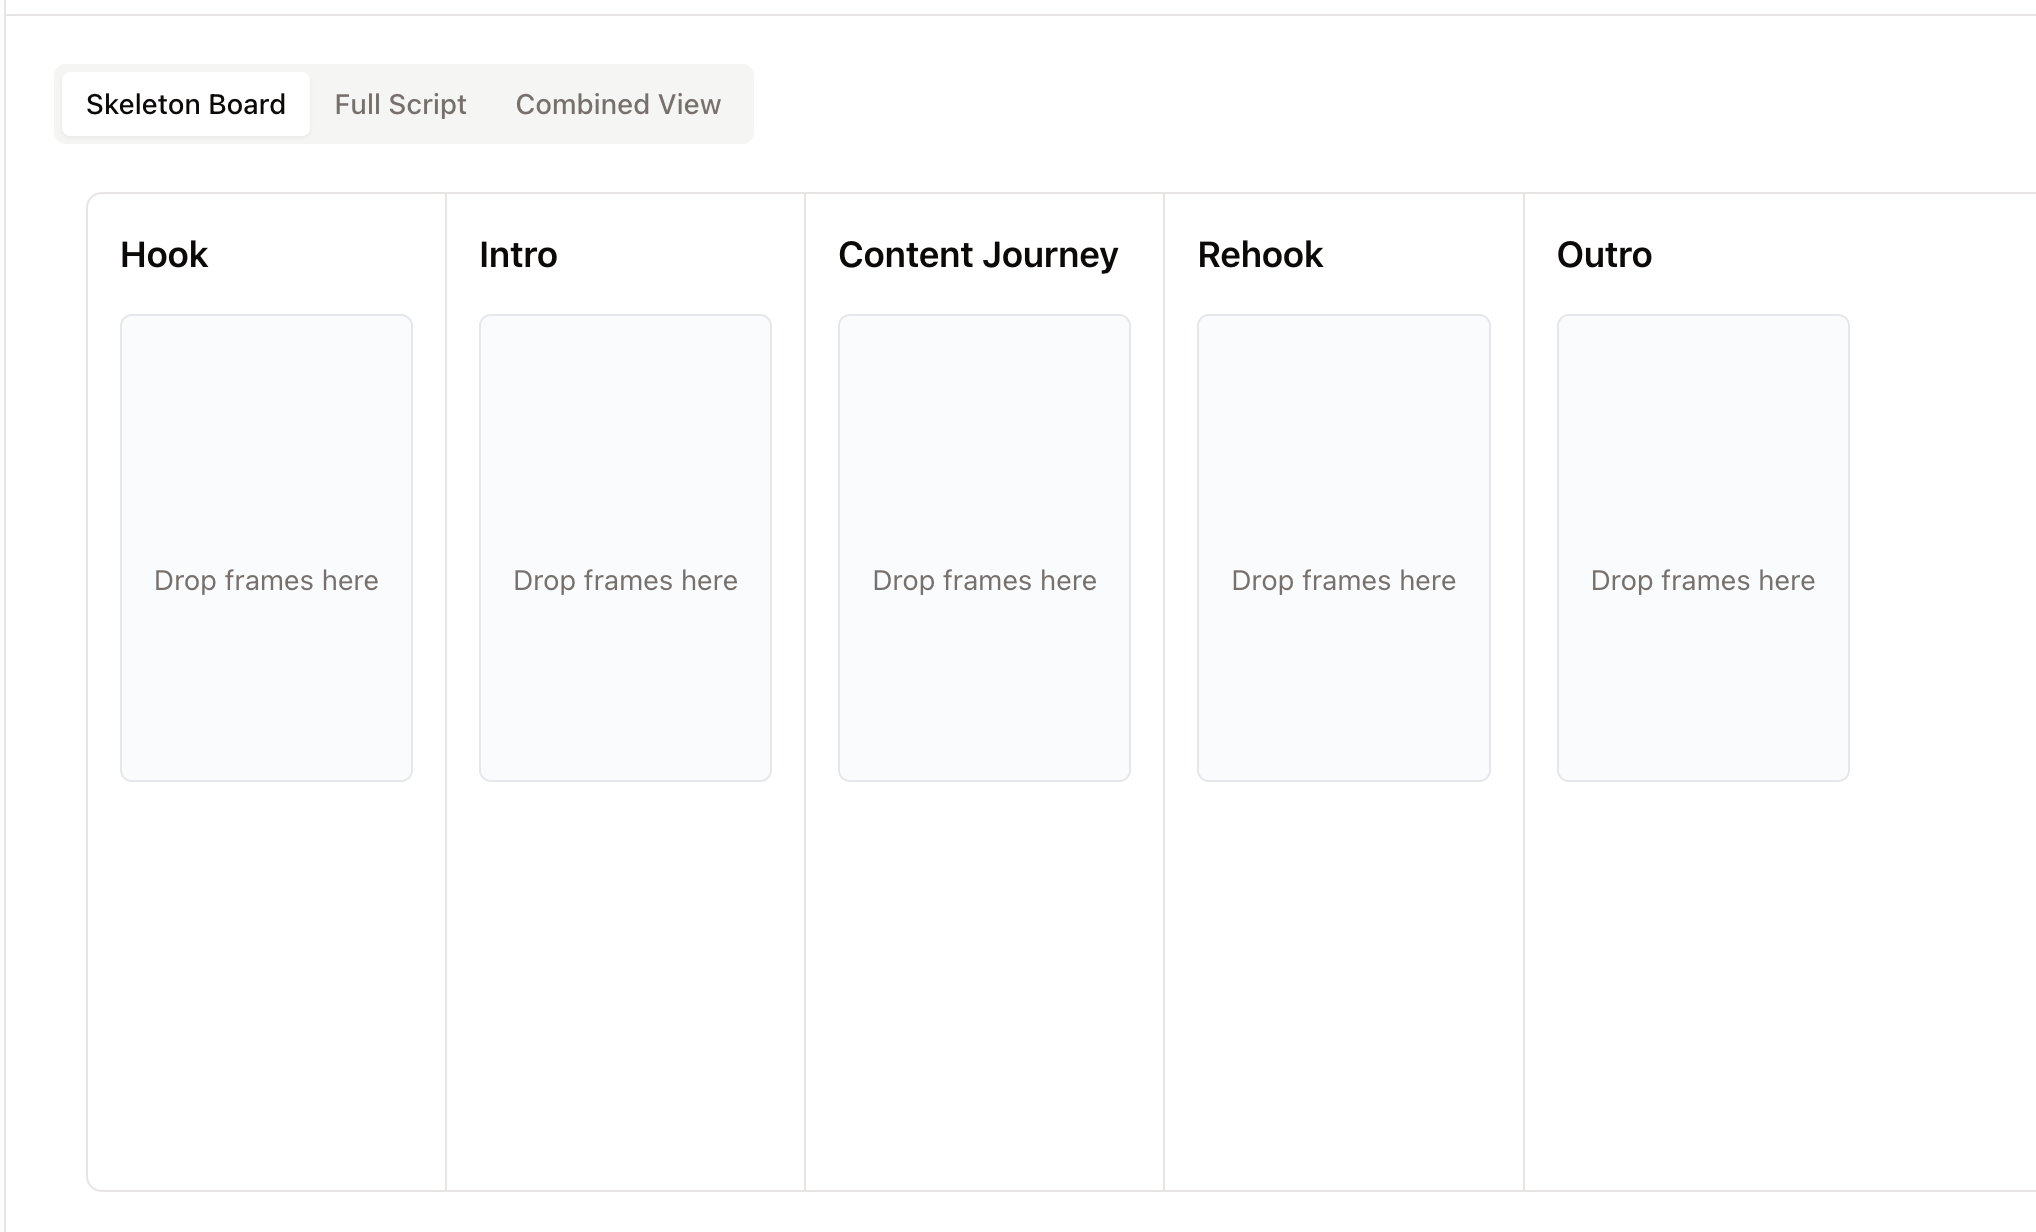 Skeleton Board Full Script Combined View
Hook Intro Content Journey Rehook Outro
Drop frames here Drop frames here Drop frames here Drop frames here Drop frames here